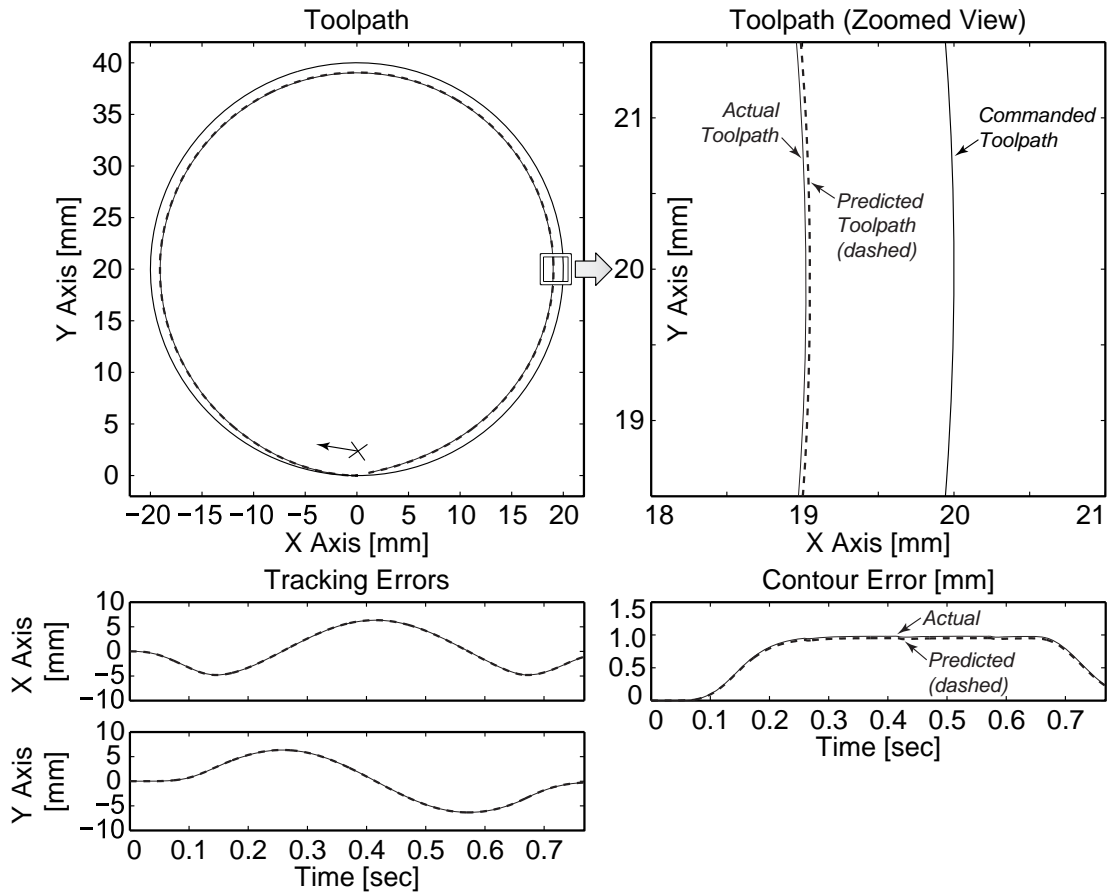 Toolpath
Y Axis [mm]
40
35
30
25
20
15
10
5
0
−20 −15 −10 −5 0 5 10 15 20
X Axis [mm]
Toolpath (Zoomed View)
Y Axis [mm]
21
20
19
Actual
Toolpath
Predicted
Toolpath
(dashed)
Commanded
Toolpath
18 19 20 21
X Axis [mm]
Tracking Errors
X Axis
[mm]
10
5
0
−5
−10
Y Axis
[mm]
10
5
0
−5
−10
0 0.1 0.2 0.3 0.4 0.5 0.6 0.7
Time [sec]
Contour Error [mm]
1.5
1.0
0.5
0
Actual
Predicted
(dashed)
0 0.1 0.2 0.3 0.4 0.5 0.6 0.7
Time [sec]